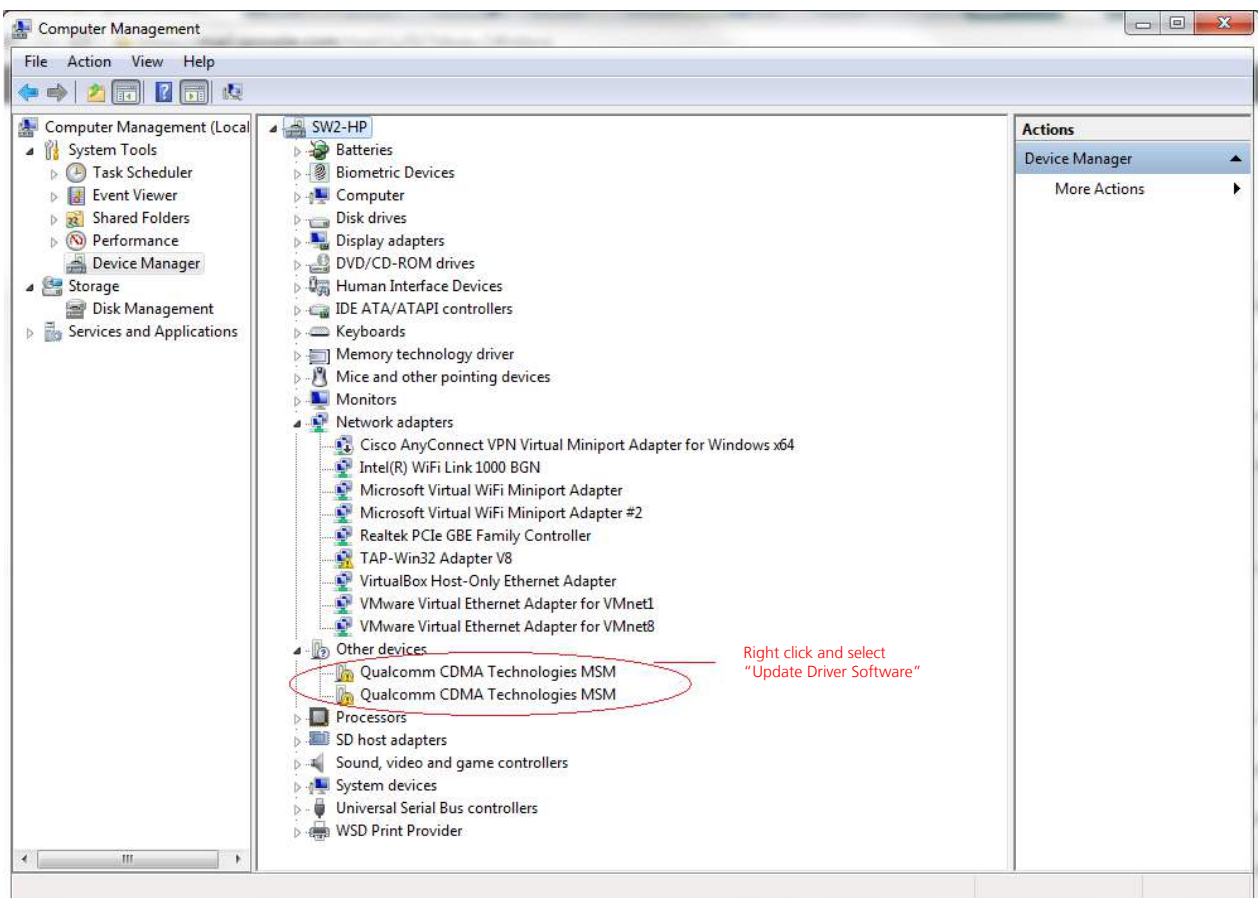 Computer Management
File Action View Help
Computer Management (Local
System Tools
Task Scheduler
Event Viewer
Shared Folders
Performance
Device Manager
Storage
Disk Management
Services and Applications
SW2-HP
Batteries
Biometric Devices
Computer
Disk drives
Display adapters
DVD/CD-ROM drives
Human Interface Devices
IDE ATA/ATAPI controllers
Keyboards
Memory technology driver
Mice and other pointing devices
Monitors
Network adapters
Cisco AnyConnect VPN Virtual Miniport Adapter for Windows x64
Intel(R) WiFi Link 1000 BGN
Microsoft Virtual WiFi Miniport Adapter
Microsoft Virtual WiFi Miniport Adapter #2
Realtek PCIe GBE Family Controller
TAP-Win32 Adapter V8
VirtualBox Host-Only Ethernet Adapter
VMware Virtual Ethernet Adapter for VMnet1
VMware Virtual Ethernet Adapter for VMnet8
Other devices
Qualcomm CDMA Technologies MSM
Qualcomm CDMA Technologies MSM
Processors
SD host adapters
Sound, video and game controllers
System devices
Universal Serial Bus controllers
WSD Print Provider
Right click and select
“Update Driver Software”
Actions
Device Manager
More Actions